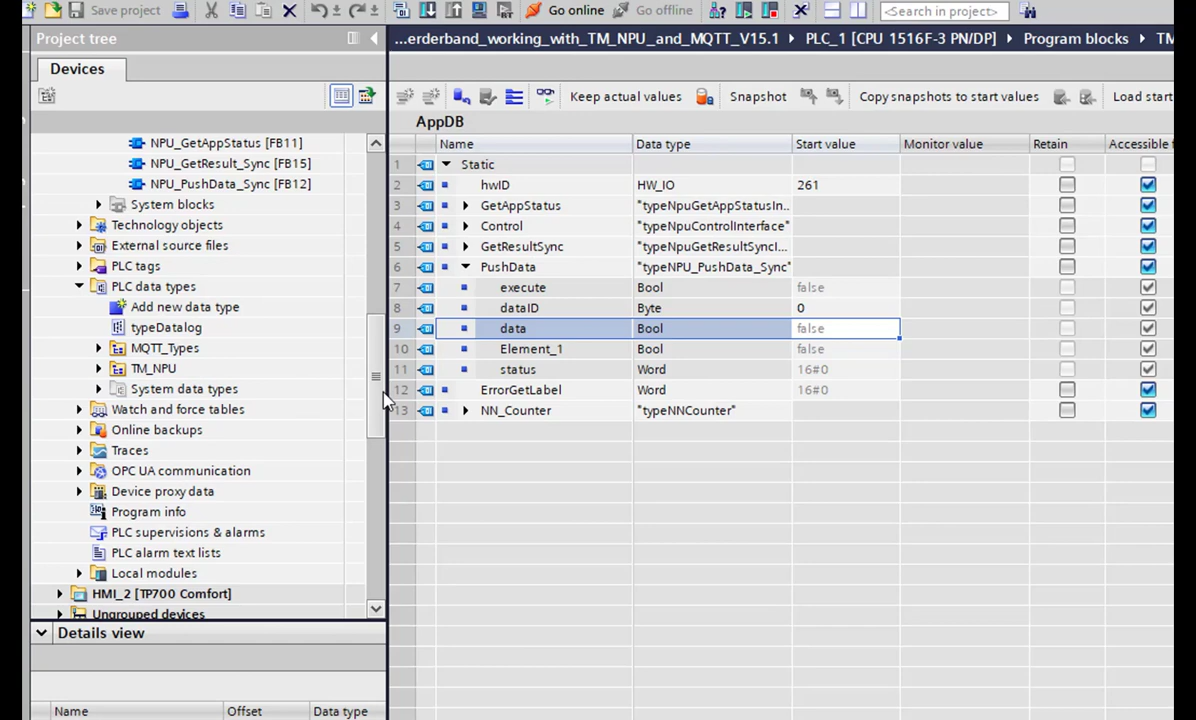 Save project
Go online
Go offline
<Search in project>
Project tree
Devices
NPU_GetAppStatus [FB11]
NPU_GetResult_Sync [FB15]
NPU_PushData_Sync [FB12]
System blocks
Technology objects
External source files
PLC tags
PLC data types
Add new data type
typeDatalog
MQTT_Types
TM_NPU
System data types
Watch and force tables
Online backups
Traces
OPC UA communication
Device proxy data
Program info
PLC supervisions & alarms
PLC alarm text lists
Local modules
HMI_2 [TP700 Comfort]
Ungrouped devices
Details view
Name Offset Data type
...erderband_working_with_TM_NPU_and_MQTT_V15.1 PLC_1 [CPU 1516F-3 PN/DP] Program blocks TM
Keep actual values Snapshot Copy snapshots to start values Load start
AppDB
Name Data type Start value Monitor value Retain Accessible f
1 Static
2 hwID HW_IO 261
3 GetAppStatus "typeNpuGetAppStatusIn...
4 Control "typeNpuControlInterface"
5 GetResultSync "typeNpuGetResultSyncI...
6 PushData "typeNPU_PushData_Sync"
7 execute Bool false
8 dataID Byte 0
9 data Bool false
10 Element_1 Bool false
11 status Word 16#0
12 ErrorGetLabel Word 16#0
13 NN_Counter "typeNNCounter"